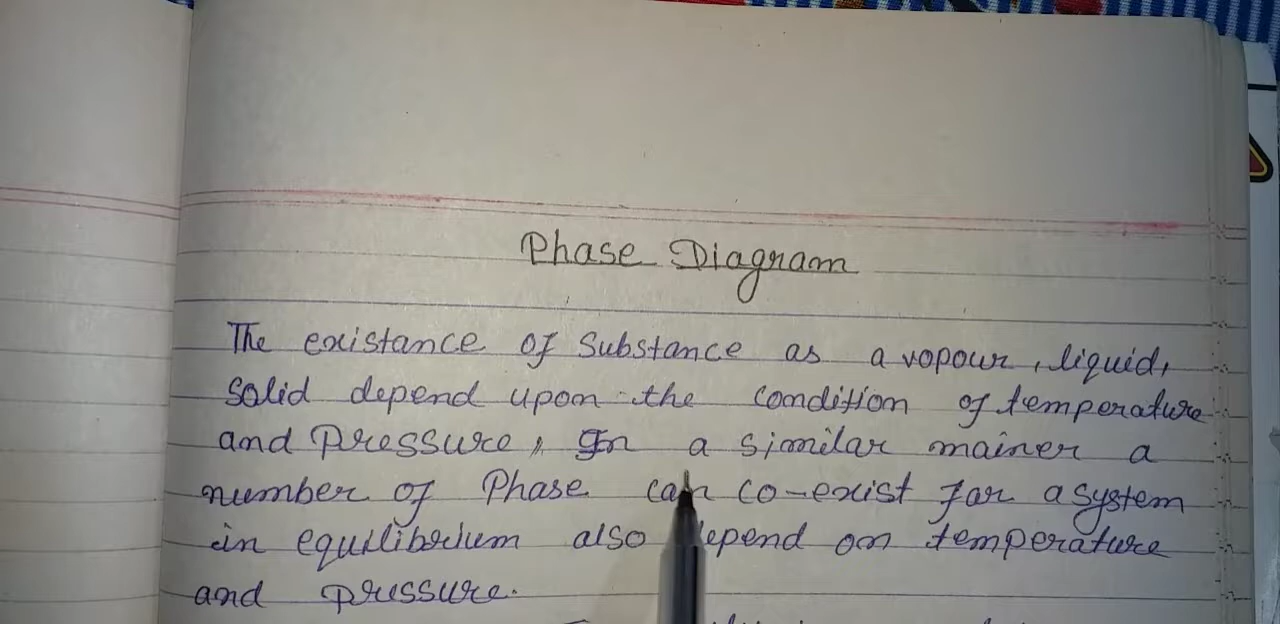 Phase Diagram
The existance of Substance as a vopour, liquid,
Solid depend upon the condition of temperature
and Pressure, In a similar mainer a
number of Phase can co-exist for a system
in equilibrium also depend on temperature
and pressure.